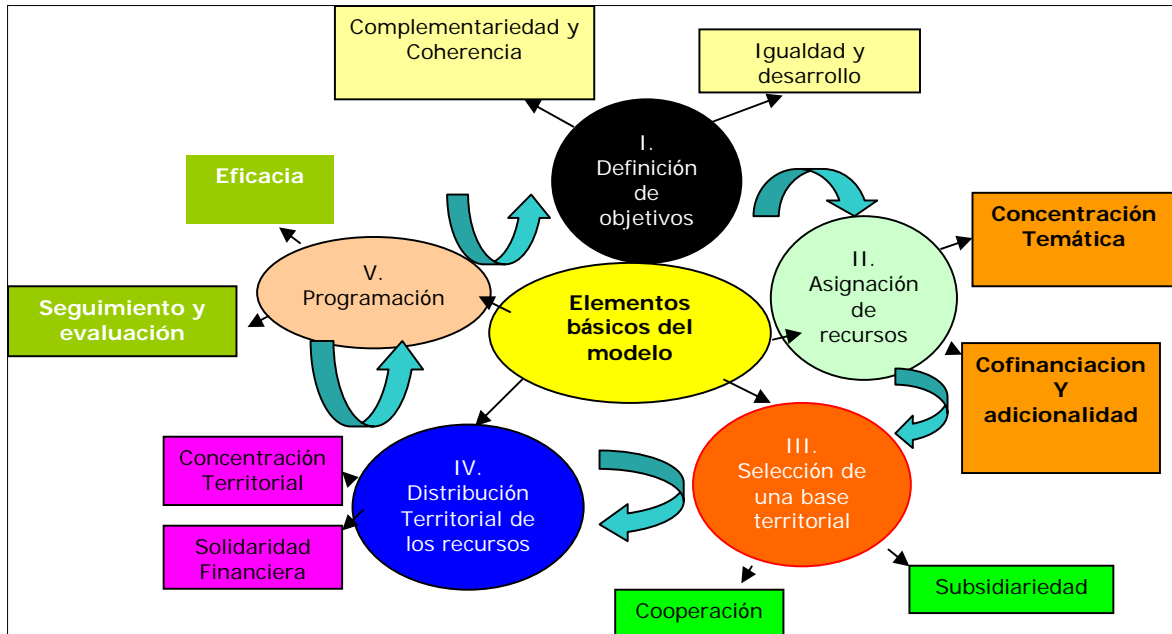 Complementariedad y
Coherencia
Igualdad y
desarrollo
I.
Definición
de
objetivos
Eficacia
Concentración
Temática
V.
Programación
II.
Asignación
de
recursos
Seguimiento y
evaluación
Elementos
básicos del
modelo
Cofinanciacion
Y
adicionalidad
Concentración
Territorial
IV.
Distribución
Territorial de
los recursos
III.
Selección de
una base
territorial
Solidaridad
Financiera
Cooperación
Subsidiariedad